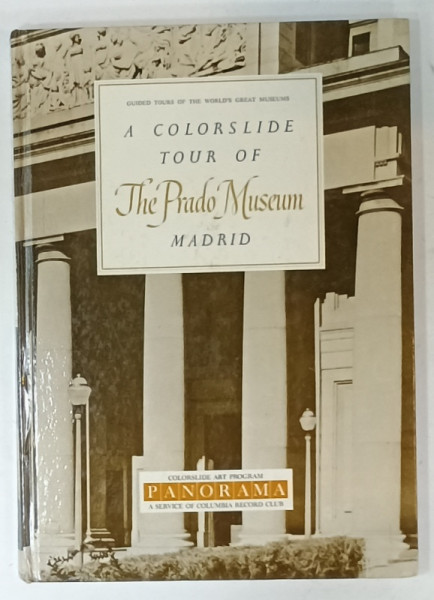 GUIDED TOURS OF THE WORLD'S GREAT MUSEUMS
A COLORSLIDE
TOUR OF
The Prado Museum
MADRID
COLORSLIDE ART PROGRAM
PANORAMA
A SERVICE OF COLUMBIA RECORD CLUB